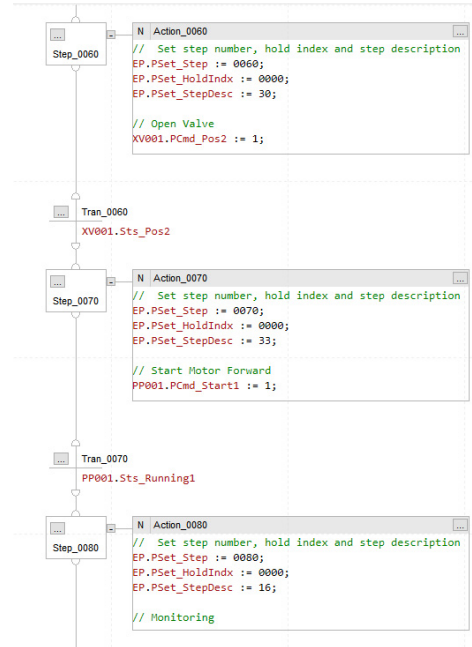 N Action_0060 ...
...
Step_0060
// Set step number, hold index and step description
EP.PSet_Step := 0060;
EP.PSet_HoldIndx := 0000;
EP.PSet_StepDesc := 30;
// Open Valve
XV001.PCmd_Pos2 := 1;
... Tran_0060
XV001.Sts_Pos2
N Action_0070 ...
...
Step_0070
// Set step number, hold index and step description
EP.PSet_Step := 0070;
EP.PSet_HoldIndx := 0000;
EP.PSet_StepDesc := 33;
// Start Motor Forward
PP001.PCmd_Start1 := 1;
... Tran_0070
PP001.Sts_Running1
N Action_0080 ...
...
Step_0080
// Set step number, hold index and step description
EP.PSet_Step := 0080;
EP.PSet_HoldIndx := 0000;
EP.PSet_StepDesc := 16;
// Monitoring